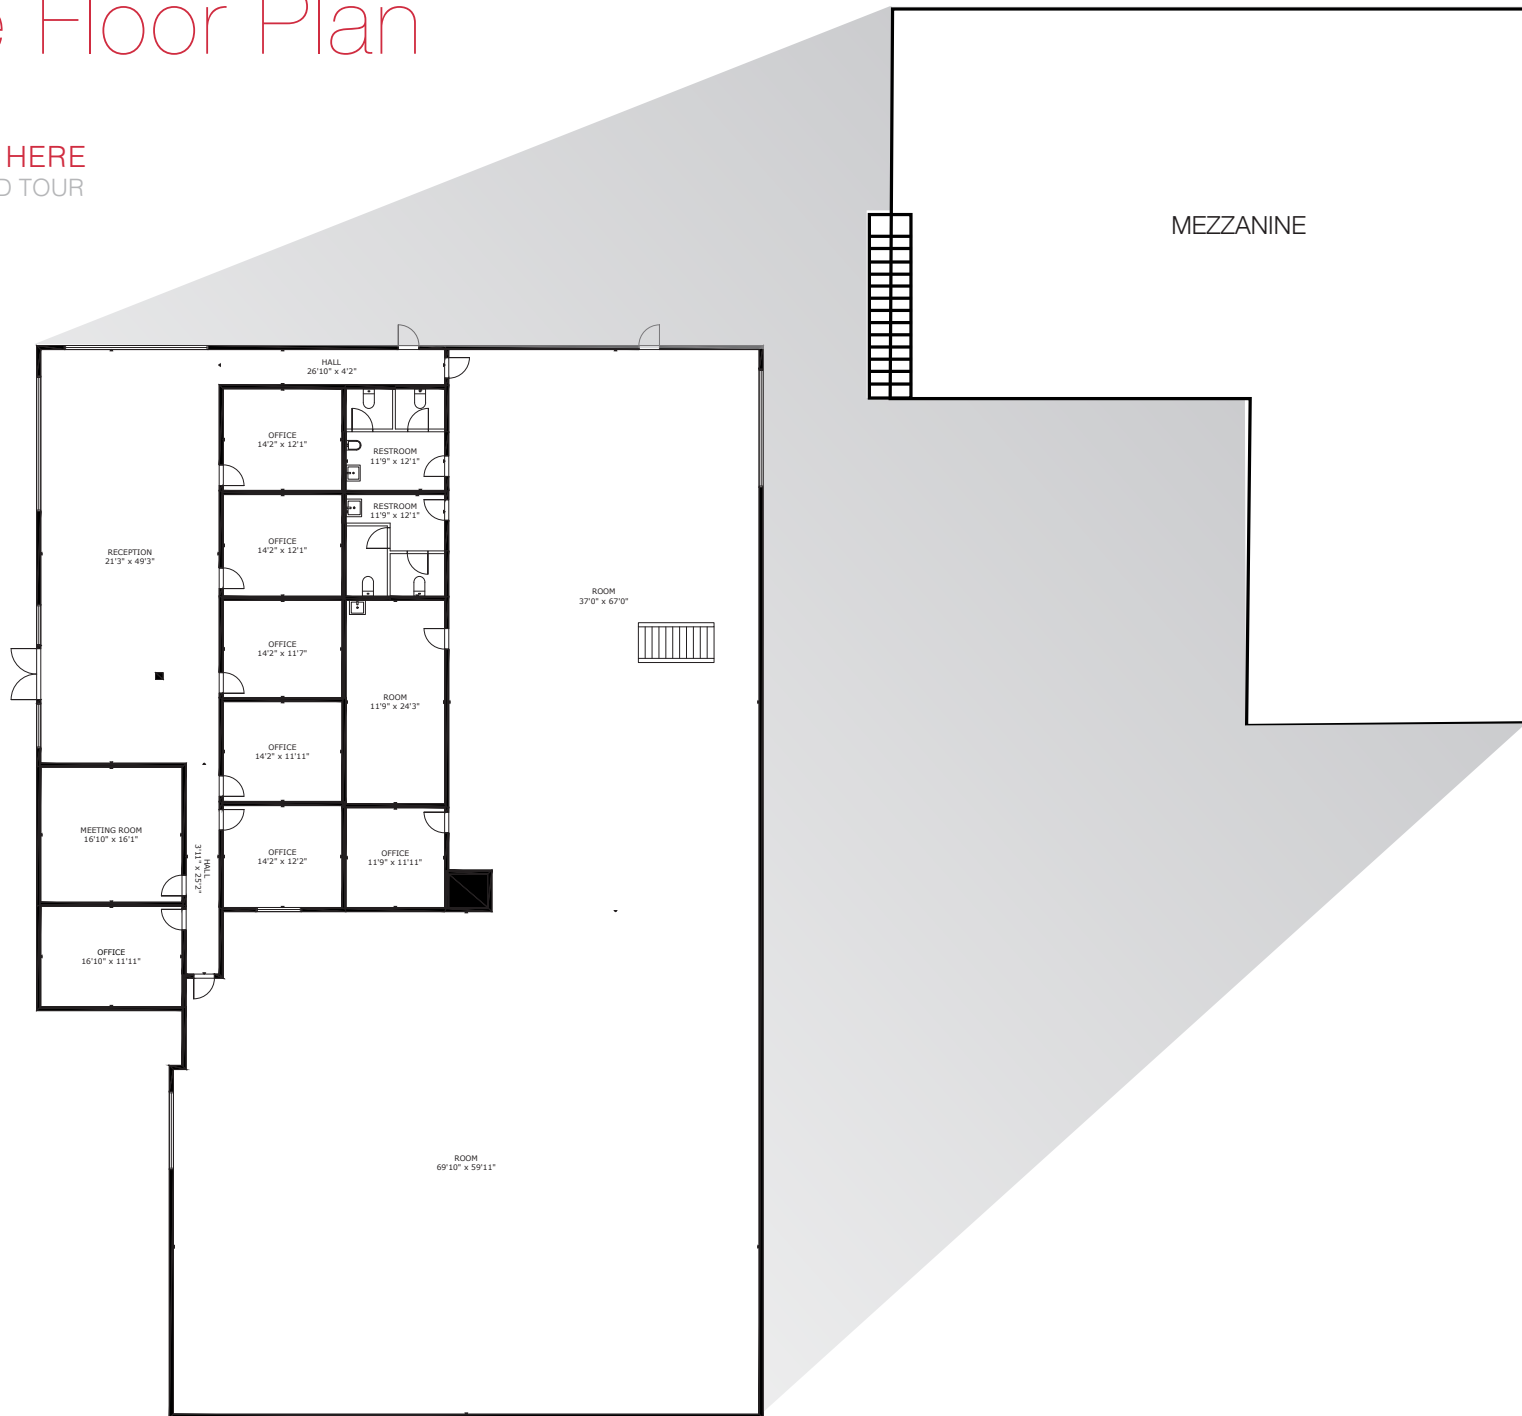 e Floor Plan
HERE
D TOUR
MEZZANINE
HALL
26'10" x 4'2"
OFFICE
14'2" x 12'1"
RESTROOM
11'9" x 12'1"
RESTROOM
11'9" x 12'1"
OFFICE
14'2" x 12'1"
RECEPTION
21'3" x 49'3"
ROOM
37'0" x 67'0"
OFFICE
14'2" x 11'7"
ROOM
11'9" x 24'3"
OFFICE
14'2" x 11'11"
MEETING ROOM
16'10" x 16'1"
HALL
3'11" x 25'2"
OFFICE
14'2" x 12'2"
OFFICE
11'9" x 11'11"
OFFICE
16'10" x 11'11"
ROOM
69'10" x 59'11"